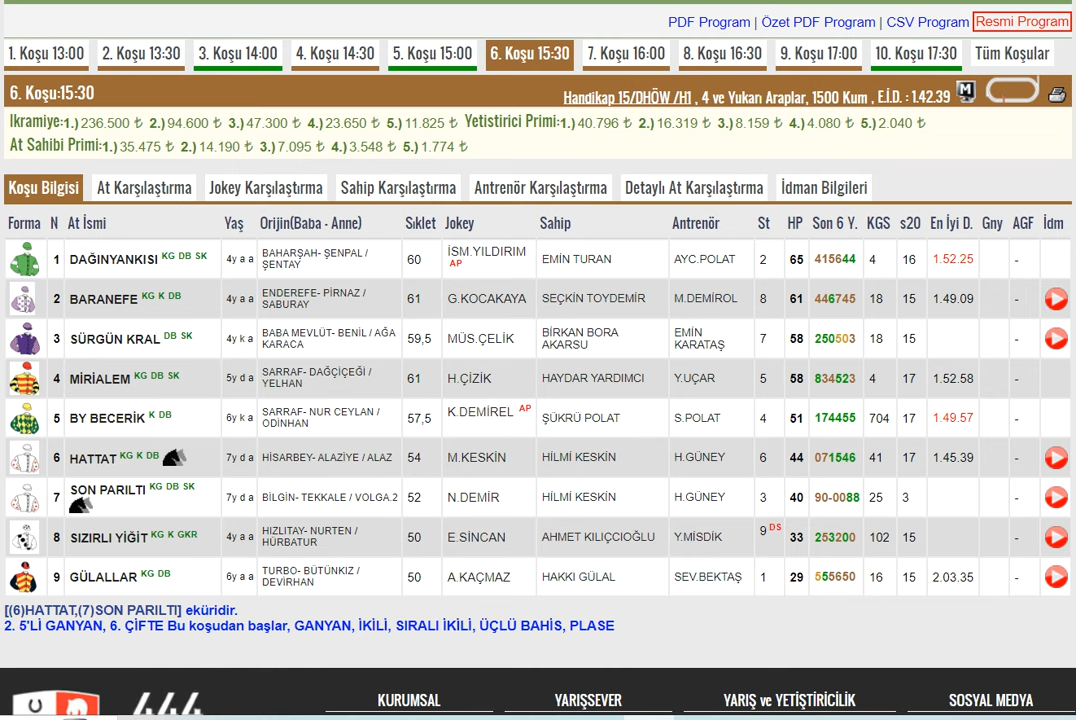 PDF Program | Özet PDF Program | CSV Program Resmi Program
1. Koşu 13:00 2. Koşu 13:30 3. Koşu 14:00 4. Koşu 14:30 5. Koşu 15:00 6. Koşu 15:30 7. Koşu 16:00 8. Koşu 16:30 9. Koşu 17:00 10. Koşu 17:30 Tüm Koşular
6. Koşu:15:30 Handikap 15/DHÖW /H1 , 4 ve Yukarı Araplar, 1500 Kum , E.İ.D. : 1.42.39 M
Ikramiye:1.) 236.500 ₺ 2.) 94.600 ₺ 3.) 47.300 ₺ 4.) 23.650 ₺ 5.) 11.825 ₺ Yetistirici Primi:1.) 40.796 ₺ 2.) 16.319 ₺ 3.) 8.159 ₺ 4.) 4.080 ₺ 5.) 2.040 ₺
At Sahibi Primi:1.) 35.475 ₺ 2.) 14.190 ₺ 3.) 7.095 ₺ 4.) 3.548 ₺ 5.) 1.774 ₺
Koşu Bilgisi At Karşılaştırma Jokey Karşılaştırma Sahip Karşılaştırma Antrenör Karşılaştırma Detaylı At Karşılaştırma İdman Bilgileri
Forma N At İsmi Yaş Orijin(Baba - Anne) Sıklet Jokey Sahip Antrenör St HP Son 6 Y. KGS s20 En İyi D. Gny AGF İdm
1 DAĞINYANKISI KG DB SK 4y a a BAHARŞAH- ŞENPAL / ŞENTAY 60 İSM.YILDIRIM AP EMİN TURAN AYC.POLAT 2 65 415644 4 16 1.52.25 -
2 BARANEFE KG K DB 4y a a ENDEREFE- PİRNAZ / SABURAY 61 G.KOCAKAYA SEÇKİN TOYDEMİR M.DEMİROL 8 61 446745 18 15 1.49.09 -
3 SÜRGÜN KRAL DB SK 4y k a BABA MEVLÜT- BENİL / AĞA KARACA 59,5 MÜS.ÇELİK BİRKAN BORA AKARSU EMİN KARATAŞ 7 58 250503 18 15 -
4 MİRİALEM KG DB SK 5y d a SARRAF- DAĞÇİÇEĞİ / YELHAN 61 H.ÇİZİK HAYDAR YARDIMCI Y.UÇAR 5 58 834523 4 17 1.52.58 -
5 BY BECERİK K DB 6y k a SARRAF- NUR CEYLAN / ODİNHAN 57,5 K.DEMİREL AP ŞÜKRÜ POLAT S.POLAT 4 51 174455 704 17 1.49.57 -
6 HATTAT KG K DB 7y d a HİSARBEY- ALAZİYE / ALAZ 54 M.KESKİN HİLMİ KESKİN H.GÜNEY 6 44 071546 41 17 1.45.39 -
7 SON PARILTI KG DB SK 7y d a BİLGİN- TEKKALE / VOLGA.2 52 N.DEMİR HİLMİ KESKİN H.GÜNEY 3 40 90-0088 25 3 -
8 SIZIRLI YİĞİT KG K GKR 4y a a HIZLITAY- NURTEN / HÜRBATUR 50 E.SİNCAN AHMET KILIÇCIOĞLU Y.MİSDİK 9 DS 33 253200 102 15 -
9 GÜLALLAR KG DB 6y a a TURBO- BÜTÜNKIZ / DEVİRHAN 50 A.KAÇMAZ HAKKI GÜLAL SEV.BEKTAŞ 1 29 555650 16 15 2.03.35 -
[(6)HATTAT,(7)SON PARILTI] eküridir.
2. 5'Lİ GANYAN, 6. ÇİFTE Bu koşudan başlar, GANYAN, İKİLİ, SIRALI İKİLİ, ÜÇLÜ BAHİS, PLASE
444 KURUMSAL YARIŞSEVER YARIŞ ve YETİŞTİRİCİLİK SOSYAL MEDYA